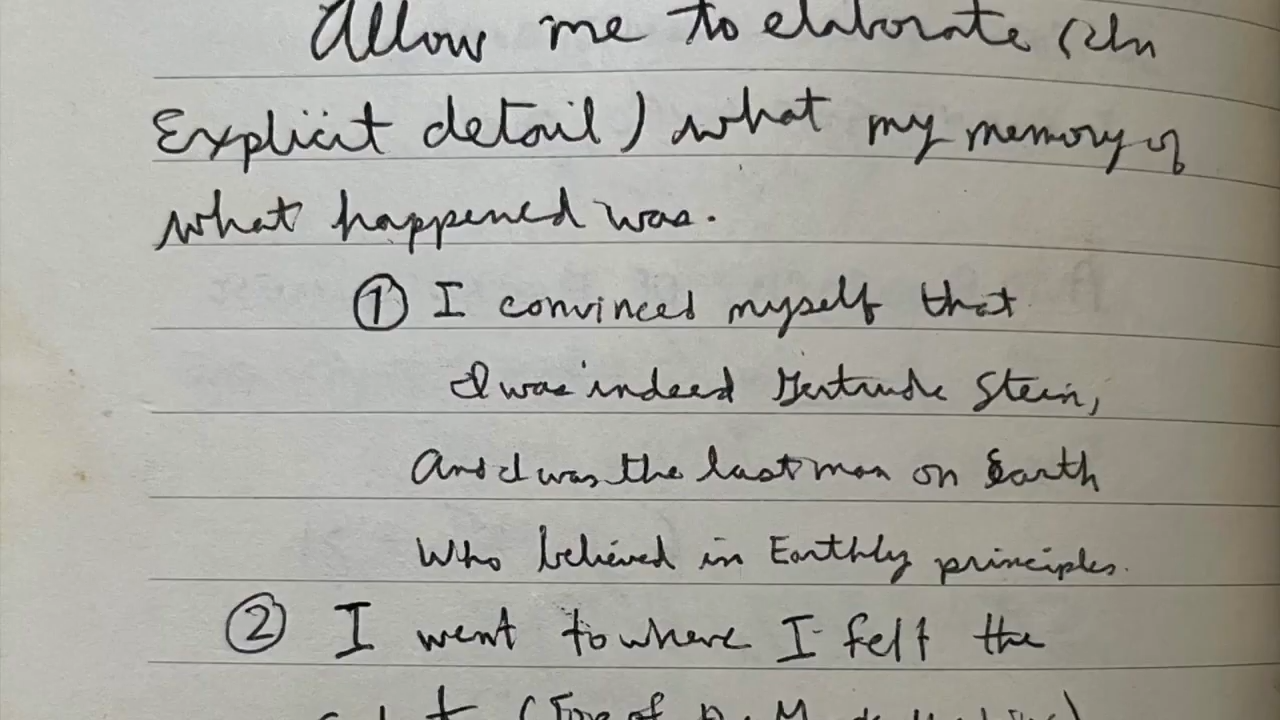 Allow me to elaborate (In
Explicit detail) what my memory of
what happened was.
① I convinced myself that
I was indeed Gertrude Stein,
And I was the last man on Earth
Who believed in Earthly principles.
② I went to where I felt the